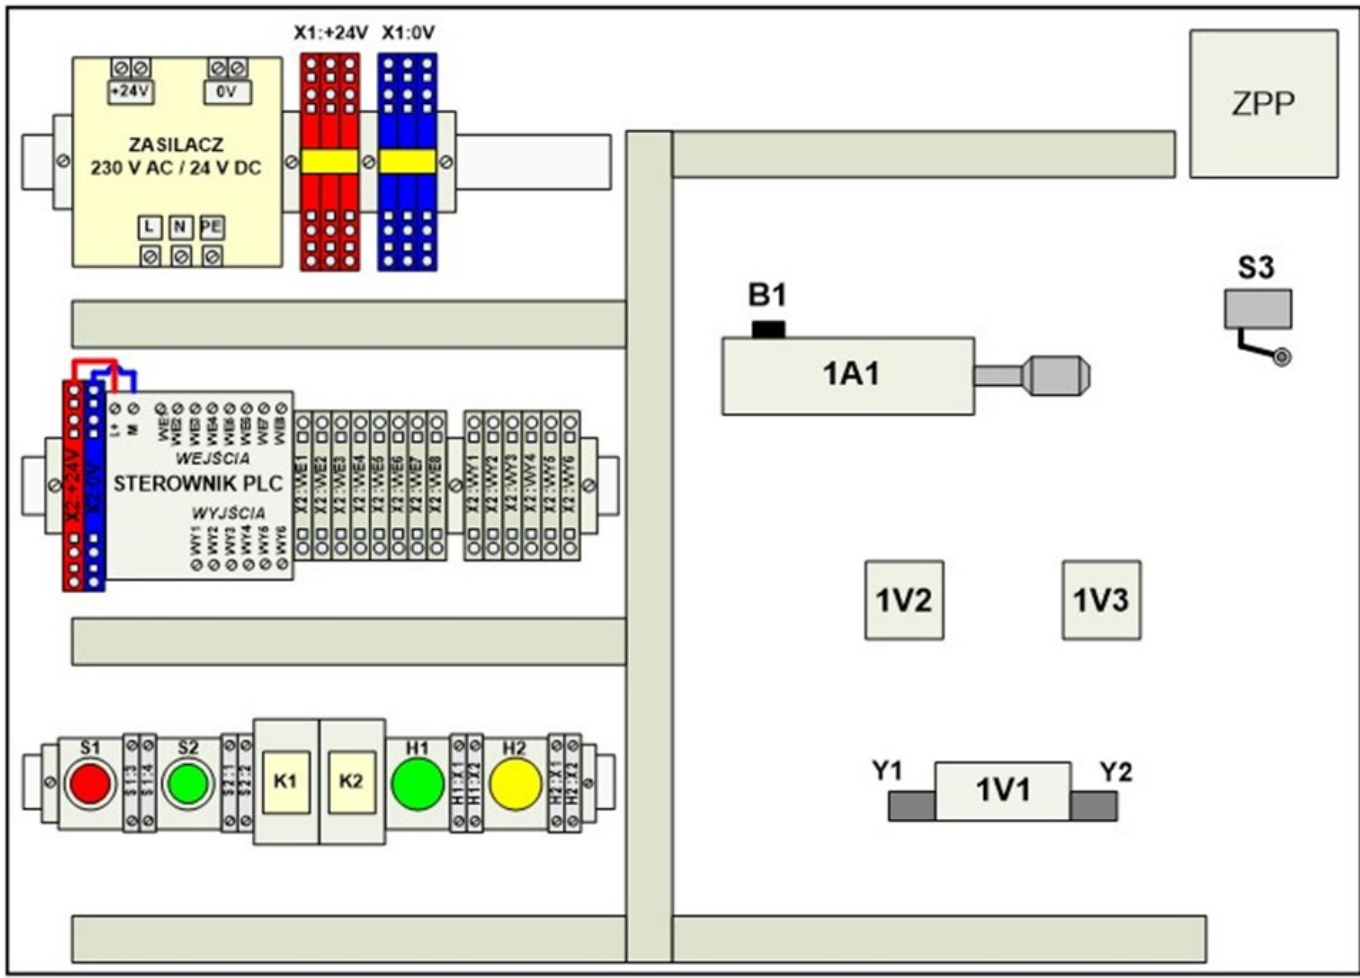 X1:+24V X1:0V
+24V 0V
ZASILACZ
230 V AC / 24 V DC
L N PE
ZPP
S3
B1
1A1
X2:+24V X2:0V
L+ M WE1 WE2 WE3 WE4 WE5 WE6 WE7 WE8
WEJŚCIA
STEROWNIK PLC
WYJŚCIA
WY1 WY2 WY3 WY4 WY5 WY6
X2:WE1 X2:WE2 X2:WE3 X2:WE4 X2:WE5 X2:WE6 X2:WE7 X2:WE8
X2:WY1 X2:WY2 X2:WY3 X2:WY4 X2:WY5 X2:WY6
1V2 1V3
S1 S1:3 S1:4 S2 S2:1 S2:2 K1 K2 H1 H1:X1 H1:X2 H2 H2:X1 H2:X2
Y1 1V1 Y2